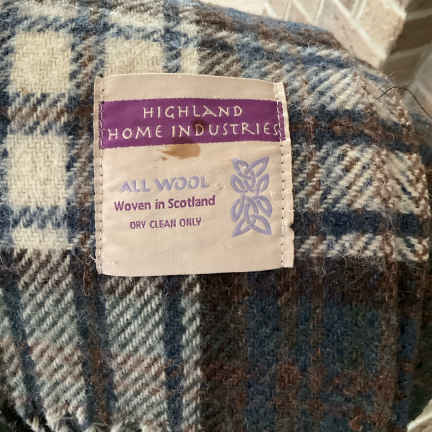 HIGHLAND
HOME INDUSTRIES
ALL WOOL
Woven in Scotland
DRY CLEAN ONLY